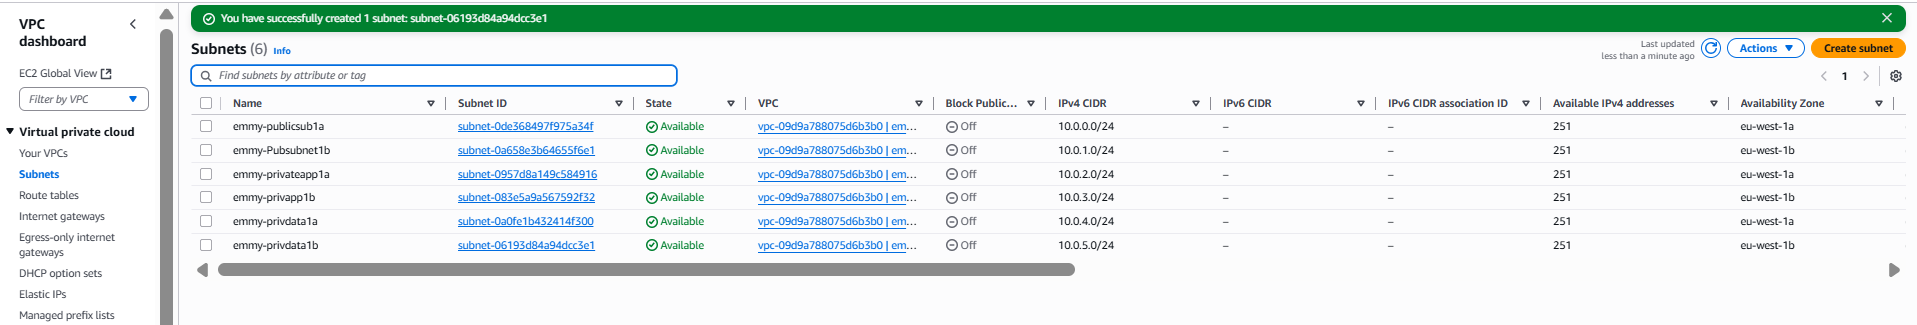 VPC dashboard
EC2 Global View
Filter by VPC
Virtual private cloud
Your VPCs
Subnets
Route tables
Internet gateways
Egress-only internet gateways
DHCP option sets
Elastic IPs
Managed prefix lists
You have successfully created 1 subnet: subnet-06193d84a94dcc3e1
Subnets (6) Info
Last updated less than a minute ago
Actions
Create subnet
Find subnets by attribute or tag
1
Name Subnet ID State VPC Block Public... IPv4 CIDR IPv6 CIDR IPv6 CIDR association ID Available IPv4 addresses Availability Zone
emmy-publicsub1a subnet-0de368497f975a34f Available vpc-09d9a788075d6b3b0 | em... Off 10.0.0.0/24 – – 251 eu-west-1a
emmy-Pubsubnet1b subnet-0a658e3b64655f6e1 Available vpc-09d9a788075d6b3b0 | em... Off 10.0.1.0/24 – – 251 eu-west-1b
emmy-privateapp1a subnet-0957d8a149c584916 Available vpc-09d9a788075d6b3b0 | em... Off 10.0.2.0/24 – – 251 eu-west-1a
emmy-privapp1b subnet-083e5a9a567592f32 Available vpc-09d9a788075d6b3b0 | em... Off 10.0.3.0/24 – – 251 eu-west-1b
emmy-privdata1a subnet-0a0fe1b432414f300 Available vpc-09d9a788075d6b3b0 | em... Off 10.0.4.0/24 – – 251 eu-west-1a
emmy-privdata1b subnet-06193d84a94dcc3e1 Available vpc-09d9a788075d6b3b0 | em... Off 10.0.5.0/24 – – 251 eu-west-1b